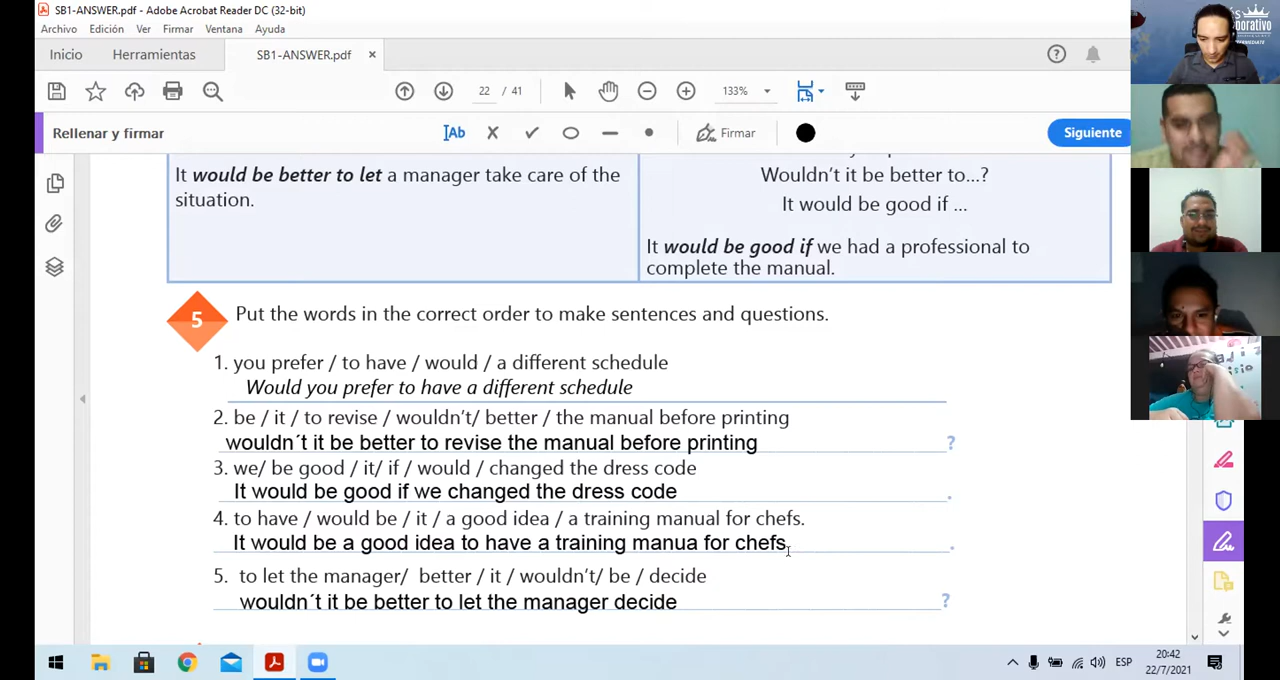 SB1-ANSWER.pdf - Adobe Acrobat Reader DC (32-bit)
Archivo Edición Ver Firmar Ventana Ayuda
Inicio Herramientas SB1-ANSWER.pdf ×
22 / 41 133%
Rellenar y firmar Ab Firmar Siguiente
It would be better to let a manager take care of the
situation.
Wouldn't it be better to...?
It would be good if ...
It would be good if we had a professional to
complete the manual.
5 Put the words in the correct order to make sentences and questions.
1. you prefer / to have / would / a different schedule
Would you prefer to have a different schedule
2. be / it / to revise / wouldn't/ better / the manual before printing
wouldn´t it be better to revise the manual before printing ?
3. we/ be good / it/ if / would / changed the dress code
It would be good if we changed the dress code .
4. to have / would be / it / a good idea / a training manual for chefs.
It would be a good idea to have a training manua for chefs .
5. to let the manager/ better / it / wouldn't/ be / decide
wouldn´t it be better to let the manager decide ?
ESP
20:42
22/7/2021